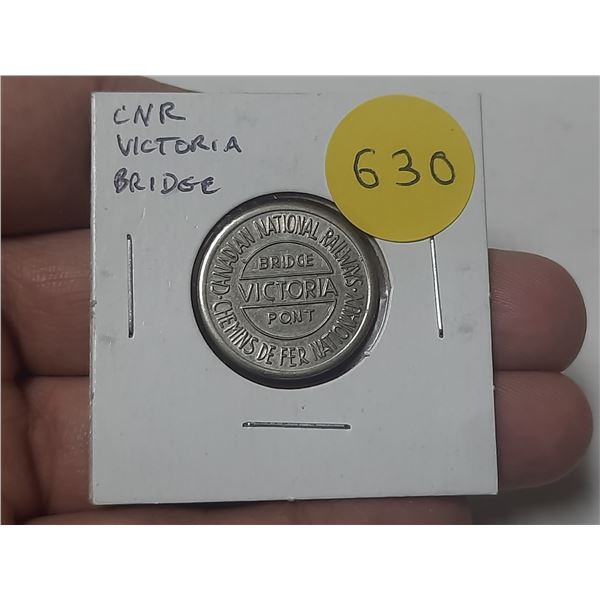 CNR
VICTORIA
BRIDGE
630
CANADIAN NATIONAL RAILWAYS
BRIDGE
VICTORIA
PONT
CHEMINS DE FER NATIONAUX